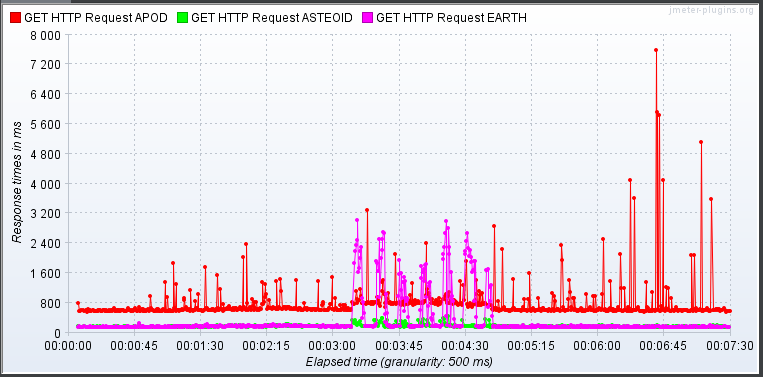 GET HTTP Request APOD GET HTTP Request ASTEOID GET HTTP Request EARTH
jmeter-plugins.org
8 000
7 200
6 400
5 600
4 800
4 000
3 200
2 400
1 600
800
0
Response times in ms
00:00:00 00:00:45 00:01:30 00:02:15 00:03:00 00:03:45 00:04:30 00:05:15 00:06:00 00:06:45 00:07:30
Elapsed time (granularity: 500 ms)